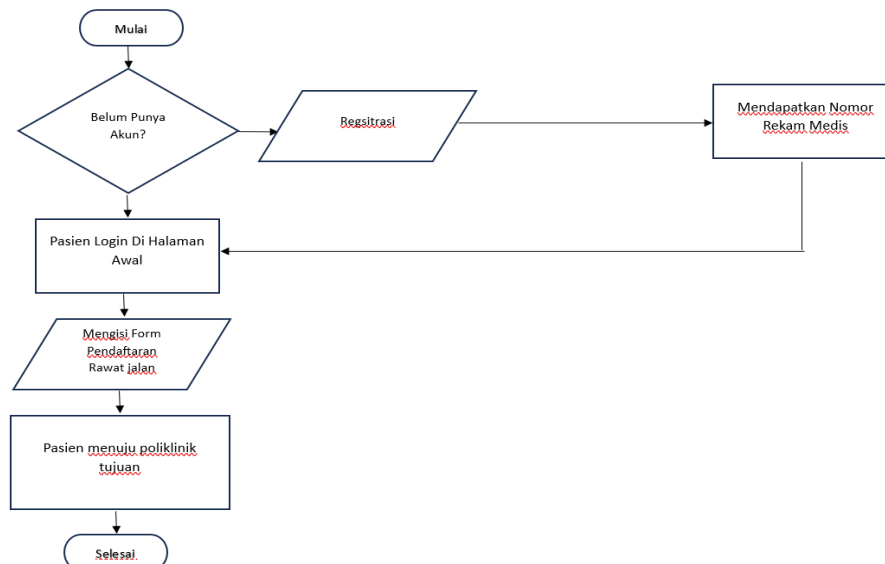 Mulai
Belum Punya
Akun?
Regsitrasi
Mendapatkan Nomor
Rekam Medis
Pasien Login Di Halaman
Awal
Mengisi Form
Pendaftaran
Rawat jalan
Pasien menuju poliklinik
tujuan
Selesai